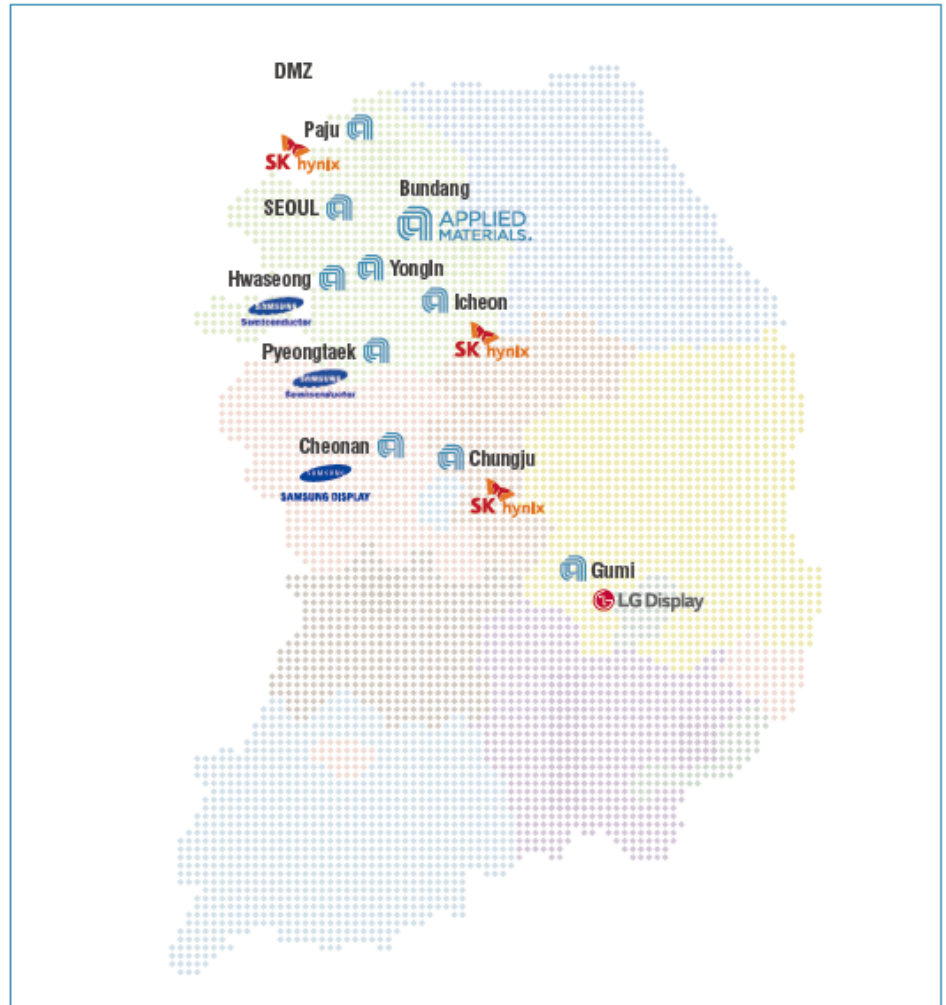 DMZ
Paju
SK hynix
Bundang
SEOUL
APPLIED
MATERIALS.
Hwaseong
YongIn
Icheon
SAMSUNG
Semiconductor
SK hynix
Pyeongtaek
SAMSUNG
Semiconductor
Cheonan
Chungju
SAMSUNG
SAMSUNG DISPLAY
SK hynix
Gumi
LG Display